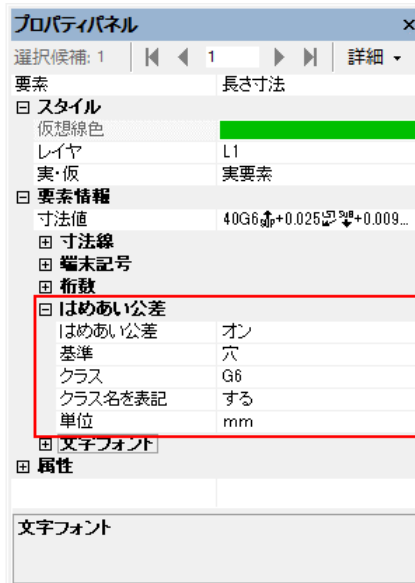 プロパティパネル ×
選択候補: 1 1 詳細
要素 長さ寸法
スタイル
仮想線色
レイヤ L1
実・仮 実要素
要素情報
寸法値 40G6 +0.025 +0.009...
寸法線
端末記号
桁数
はめあい公差
はめあい公差 オン
基準 穴
クラス G6
クラス名を表記 する
単位 mm
文字フォント
属性
文字フォント